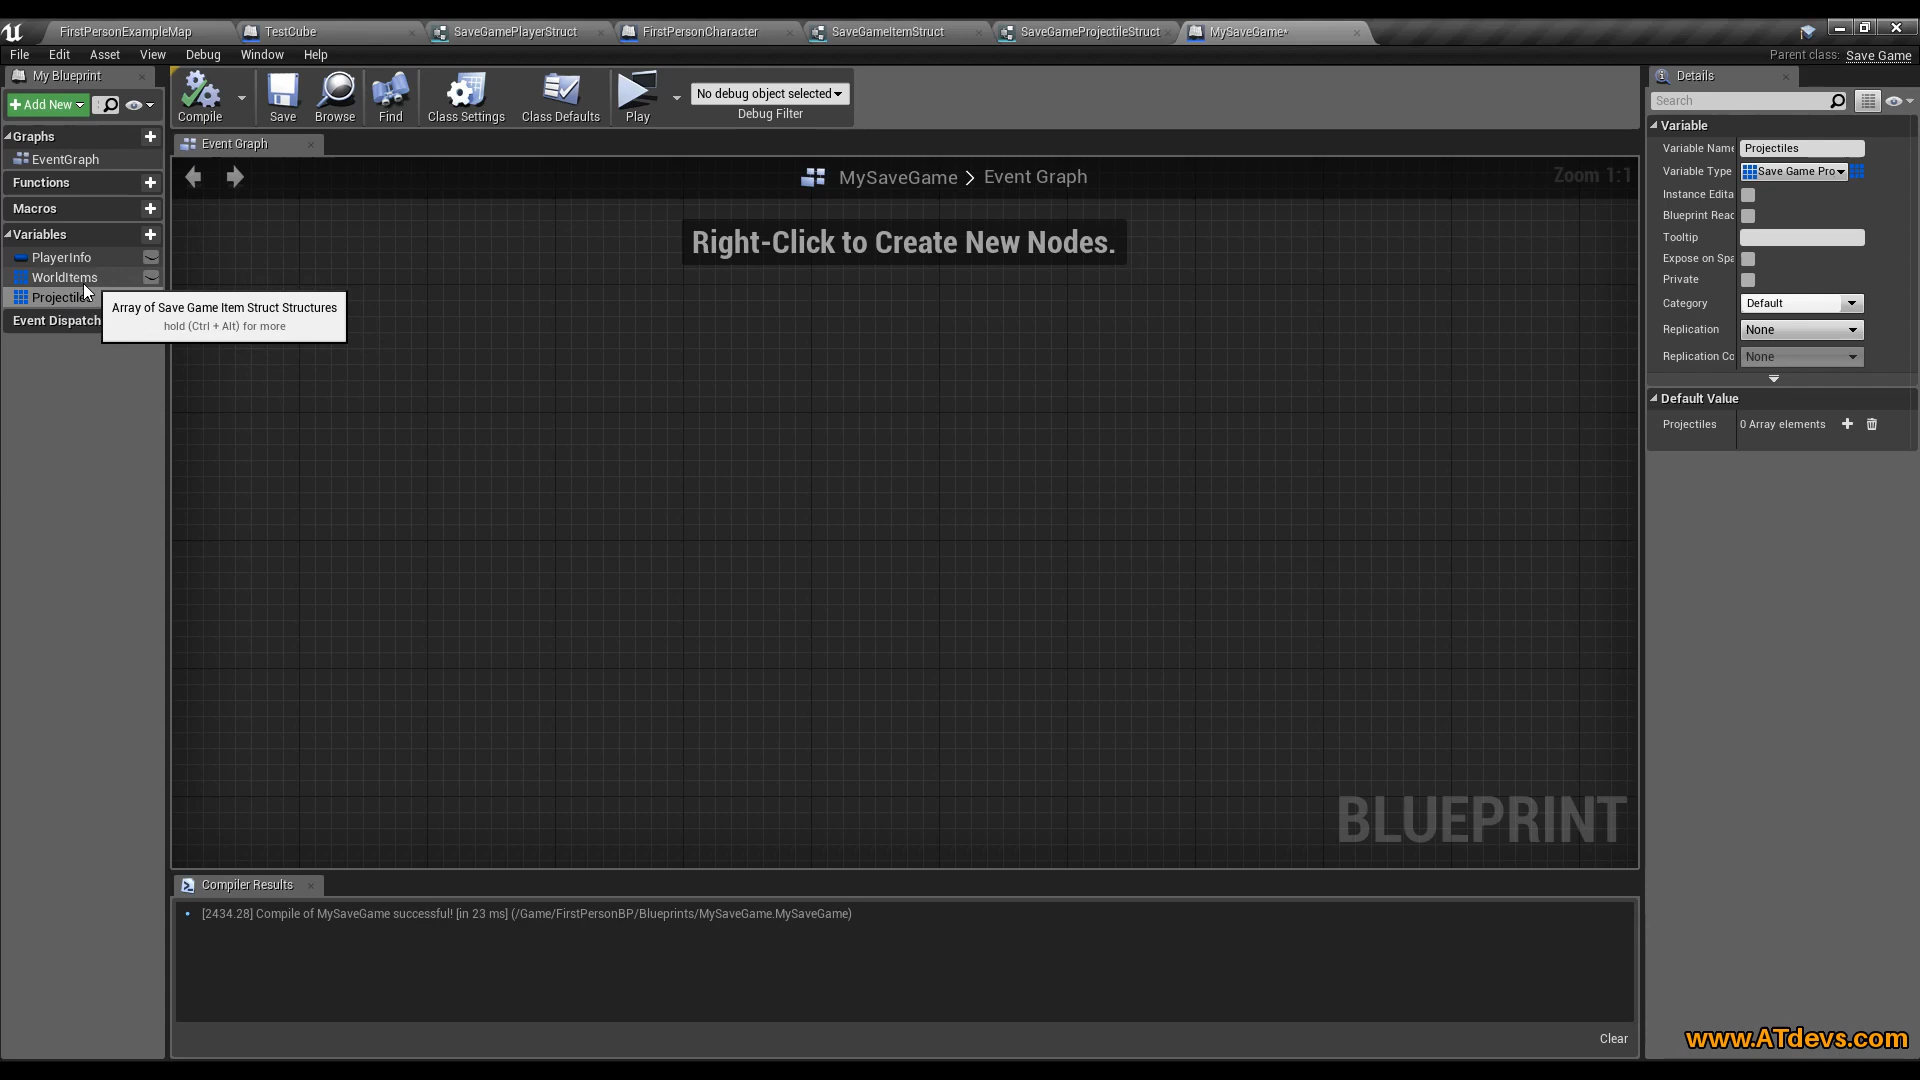 FirstPersonExampleMap
TestCube
SaveGamePlayerStruct
FirstPersonCharacter
SaveGameItemStruct
SaveGameProjectileStruct
MySaveGame*
File Edit Asset View Debug Window Help
Parent class: Save Game
My Blueprint
Add New
Compile
Save
Browse
Find
Class Settings
Class Defaults
Play
No debug object selected
Debug Filter
Details
Search
Graphs
EventGraph
Functions
Macros
Variables
PlayerInfo
WorldItems
Projectiles
Event Dispatch
Array of Save Game Item Struct Structures
hold (Ctrl + Alt) for more
Event Graph
MySaveGame > Event Graph
Zoom 1:1
Right-Click to Create New Nodes.
BLUEPRINT
Variable
Variable Name Projectiles
Variable Type Save Game Pro
Instance Edita
Blueprint Reac
Tooltip
Expose on Spa
Private
Category Default
Replication None
Replication Co None
Default Value
Projectiles 0 Array elements
Compiler Results
[2434.28] Compile of MySaveGame successful! [in 23 ms] (/Game/FirstPersonBP/Blueprints/MySaveGame.MySaveGame)
Clear
www.ATdevs.com